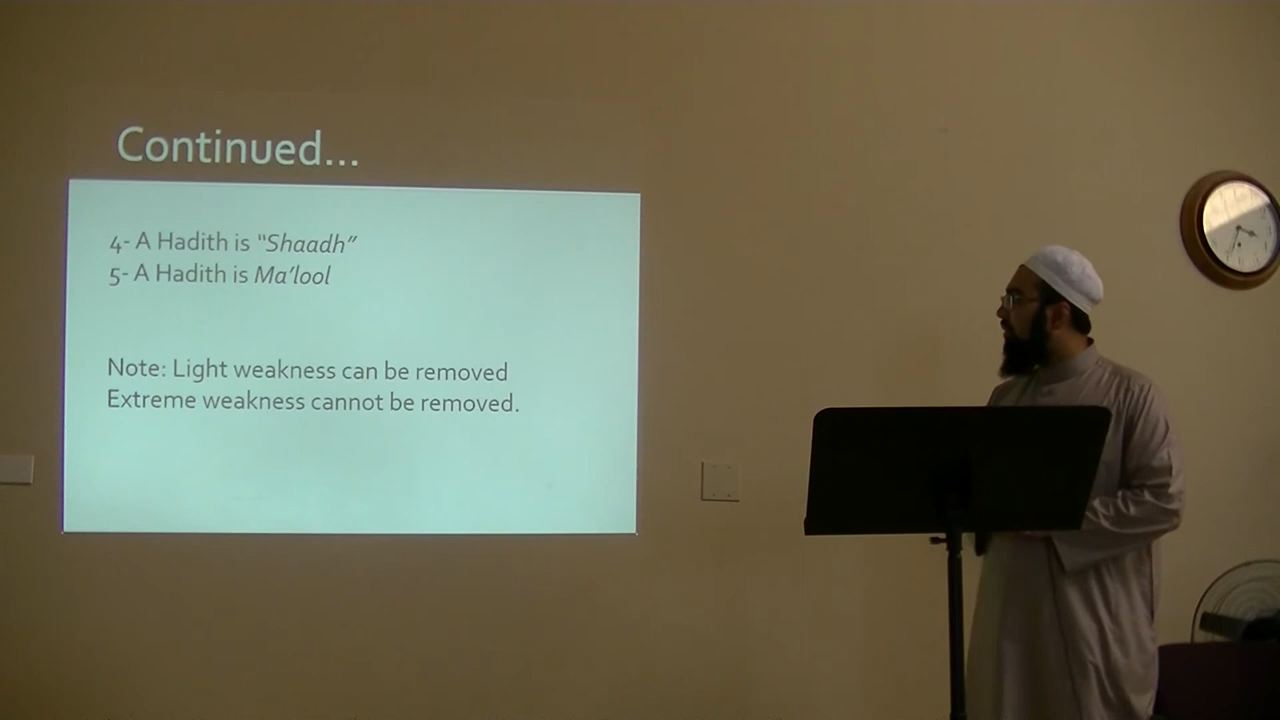 Continued...
4- A Hadith is “Shaadh”
5- A Hadith is Ma’lool
Note: Light weakness can be removed
Extreme weakness cannot be removed.